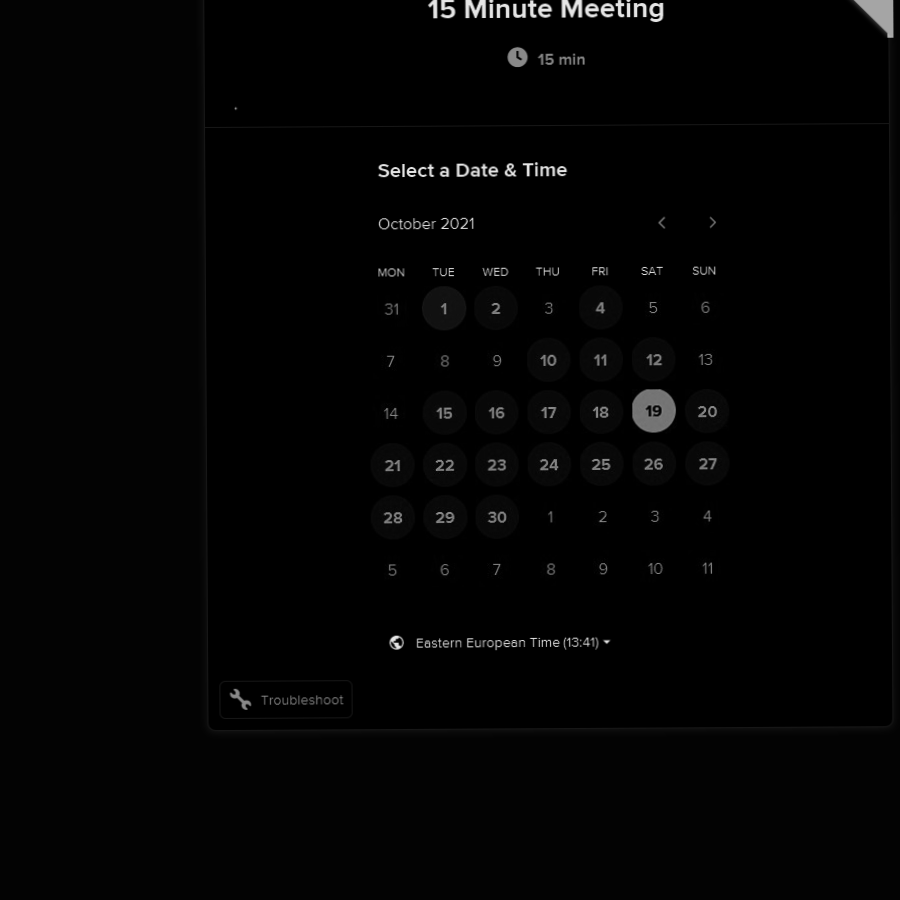 15 Minute Meeting
15 min
Select a Date & Time
October 2021
MON TUE WED THU FRI SAT SUN
31 1 2 3 4 5 6
7 8 9 10 11 12 13
14 15 16 17 18 19 20
21 22 23 24 25 26 27
28 29 30 1 2 3 4
5 6 7 8 9 10 11
Eastern European Time (13:41)
Troubleshoot